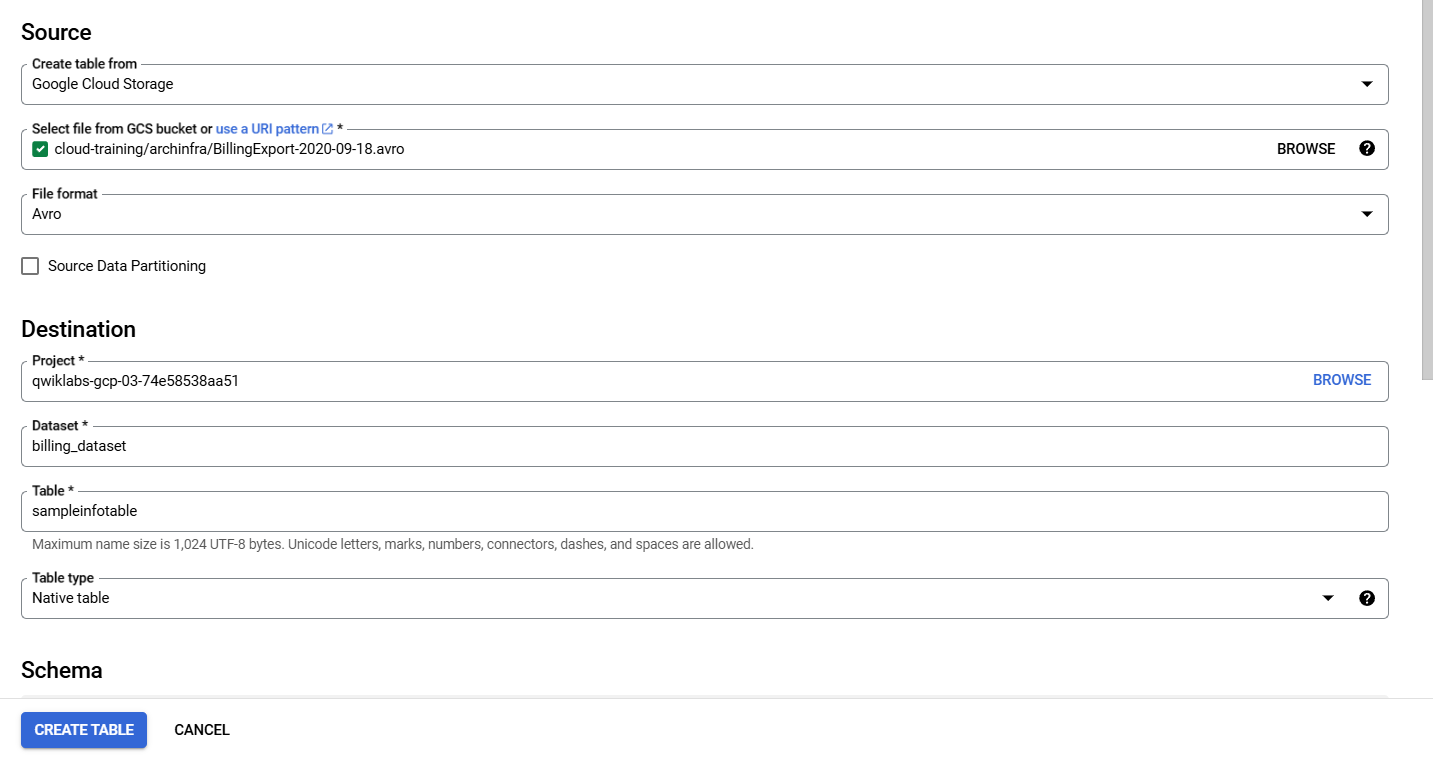 Source
Create table from
Google Cloud Storage
Select file from GCS bucket or use a URI pattern *
cloud-training/archinfra/BillingExport-2020-09-18.avro BROWSE ?
File format
Avro
Source Data Partitioning
Destination
Project *
qwiklabs-gcp-03-74e58538aa51 BROWSE
Dataset *
billing_dataset
Table *
sampleinfotable
Maximum name size is 1,024 UTF-8 bytes. Unicode letters, marks, numbers, connectors, dashes, and spaces are allowed.
Table type
Native table ?
Schema
CREATE TABLE CANCEL